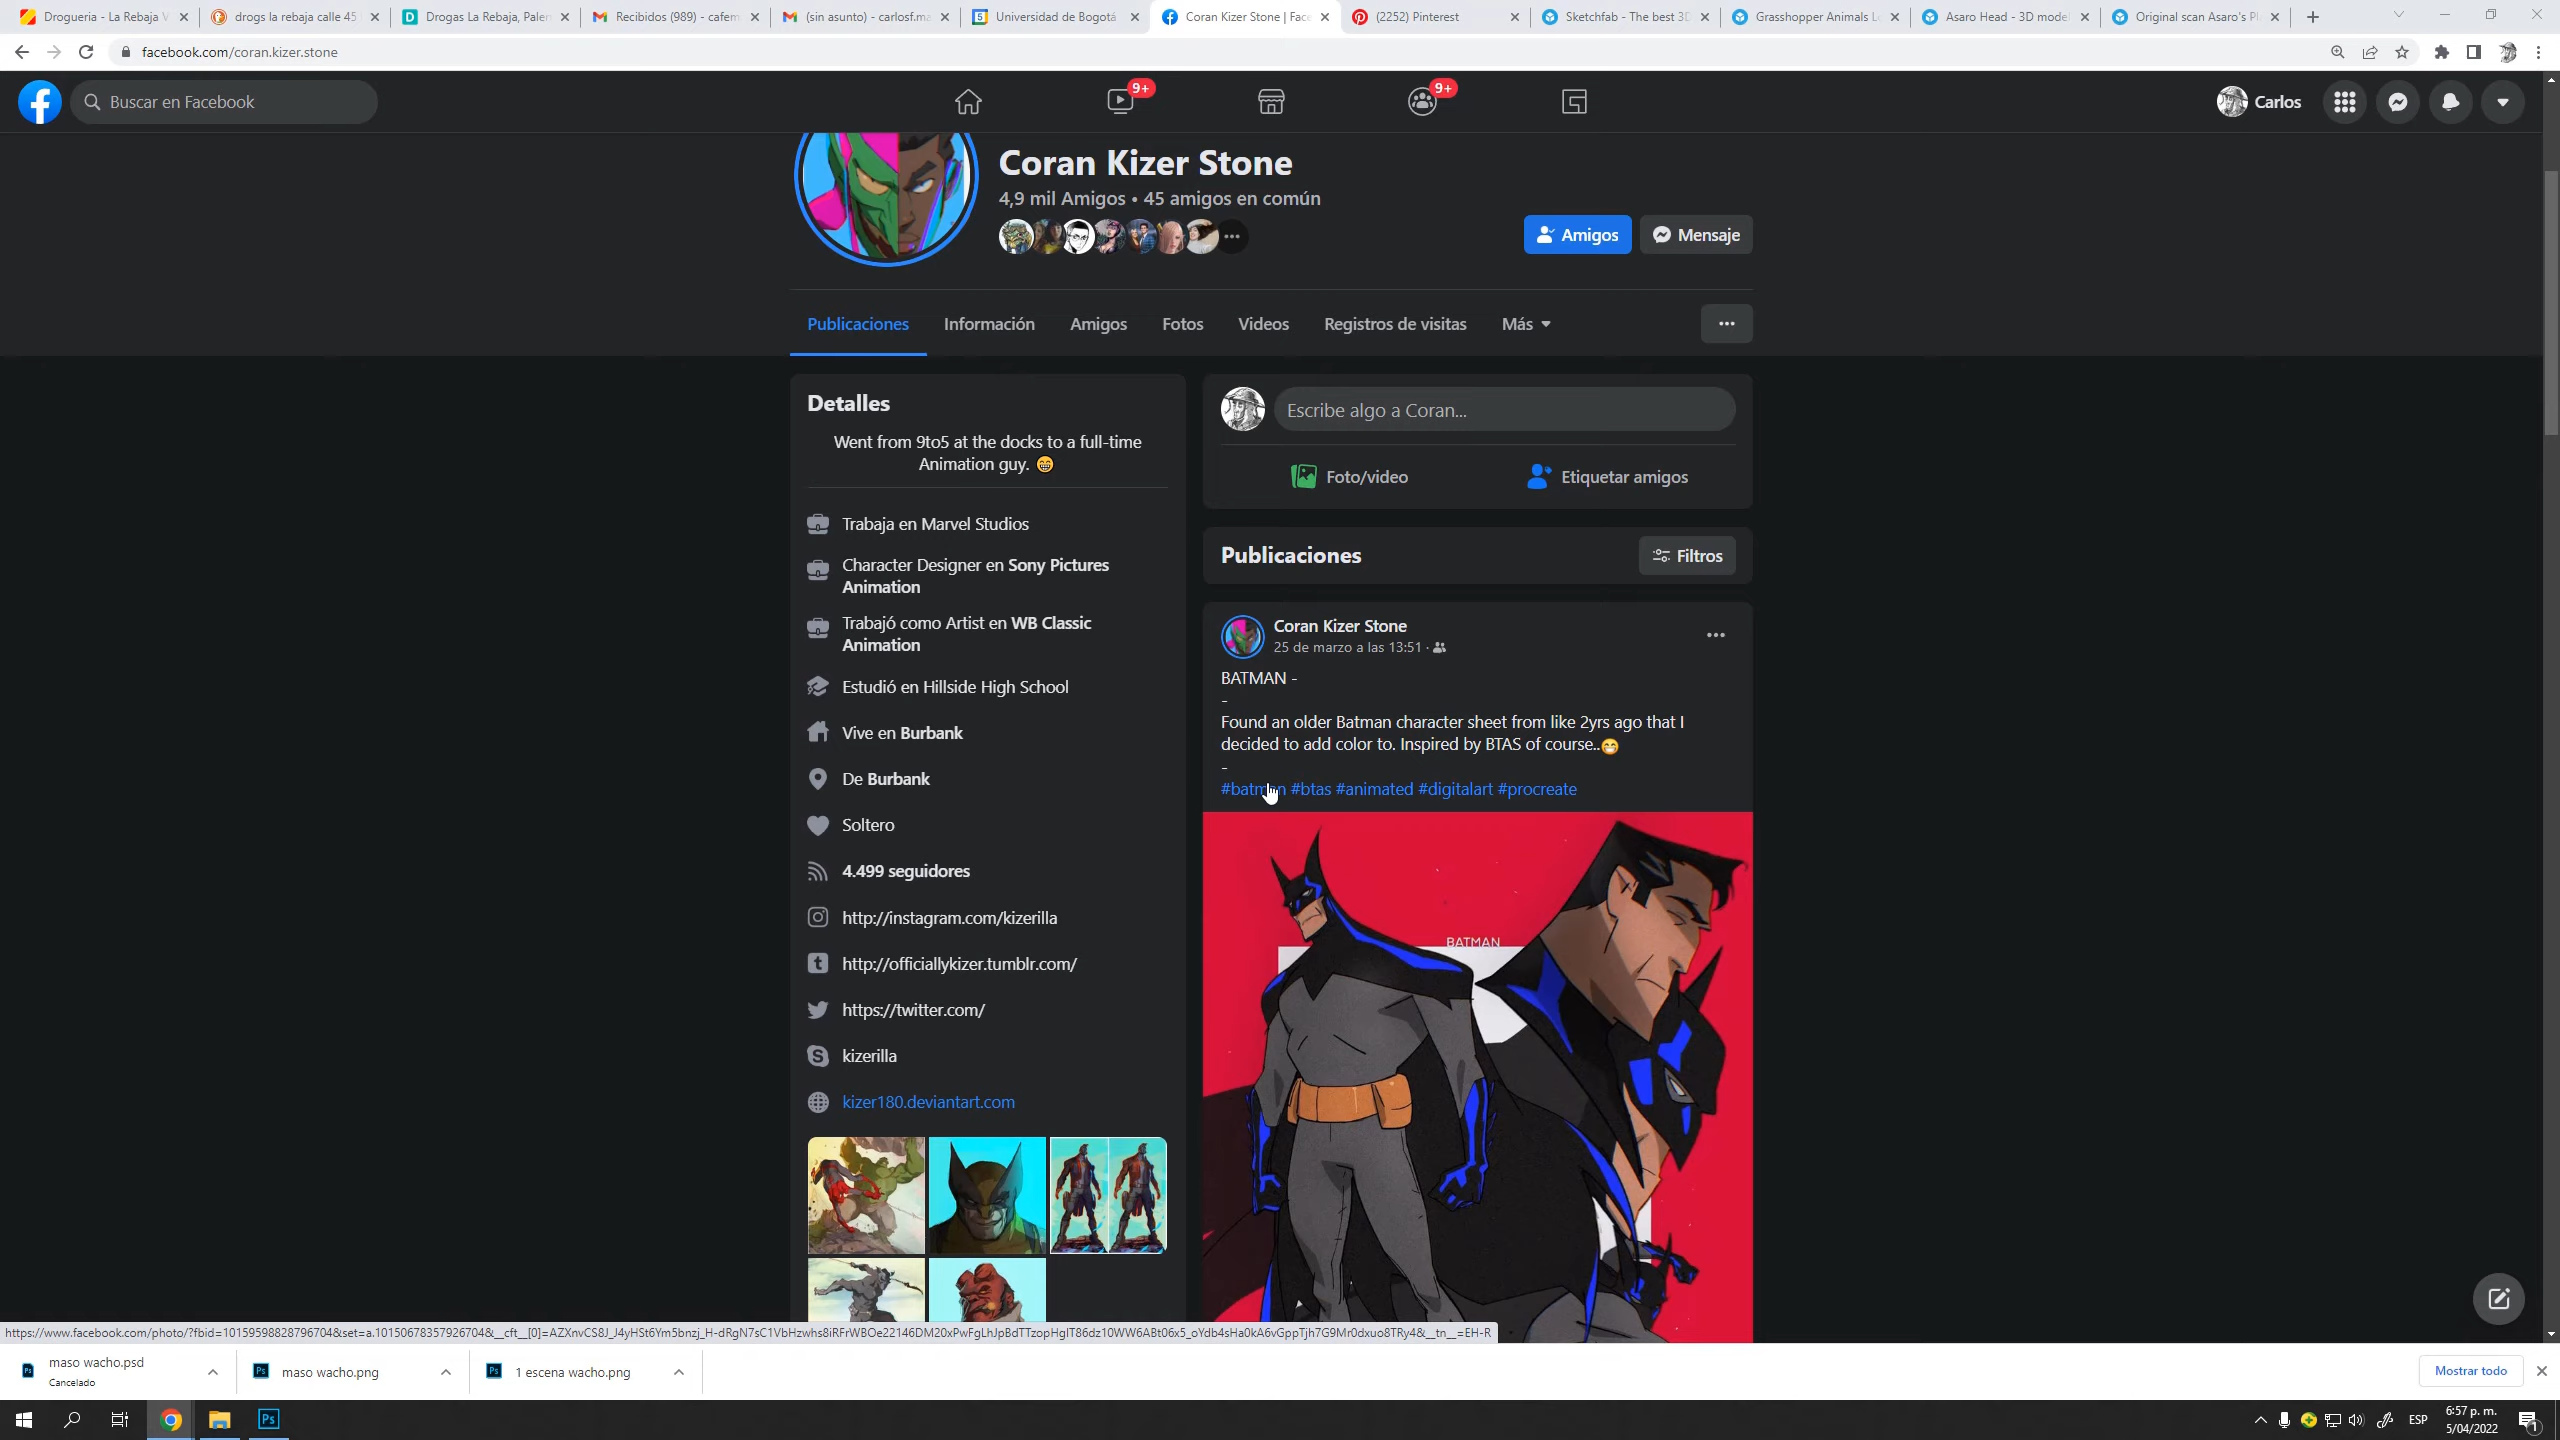 Drogueria - La Rebaja V
drogs la rebaja calle 45
Drogas La Rebaja, Paler
Recibidos (989) - cafem
(sin asunto) - carlosf.ma
Universidad de Bogotá
Coran Kizer Stone | Face
(2252) Pinterest
Sketchfab - The best 3D
Grasshopper Animals L
Asaro Head - 3D model
Original scan Asaro's Pl
facebook.com/coran.kizer.stone
Buscar en Facebook
9+
9+
Carlos
Coran Kizer Stone
4,9 mil Amigos • 45 amigos en común
Amigos
Mensaje
Publicaciones
Información
Amigos
Fotos
Videos
Registros de visitas
Más
Detalles
Went from 9to5 at the docks to a full-time
Animation guy. 😁
Trabaja en Marvel Studios
Character Designer en Sony Pictures
Animation
Trabajó como Artist en WB Classic
Animation
Estudió en Hillside High School
Vive en Burbank
De Burbank
Soltero
4.499 seguidores
http://instagram.com/kizerilla
http://officiallykizer.tumblr.com/
https://twitter.com/
kizerilla
kizer180.deviantart.com
Escribe algo a Coran...
Foto/video
Etiquetar amigos
Publicaciones
Filtros
Coran Kizer Stone
25 de marzo a las 13:51 ·
BATMAN -
-
Found an older Batman character sheet from like 2yrs ago that I
decided to add color to. Inspired by BTAS of course..😁
-
#batman #btas #animated #digitalart #procreate
BATMAN
maso wacho.psd
Cancelado
maso wacho.png
1 escena wacho.png
Mostrar todo
Ps
ESP
6:57 p. m.
5/04/2022
1